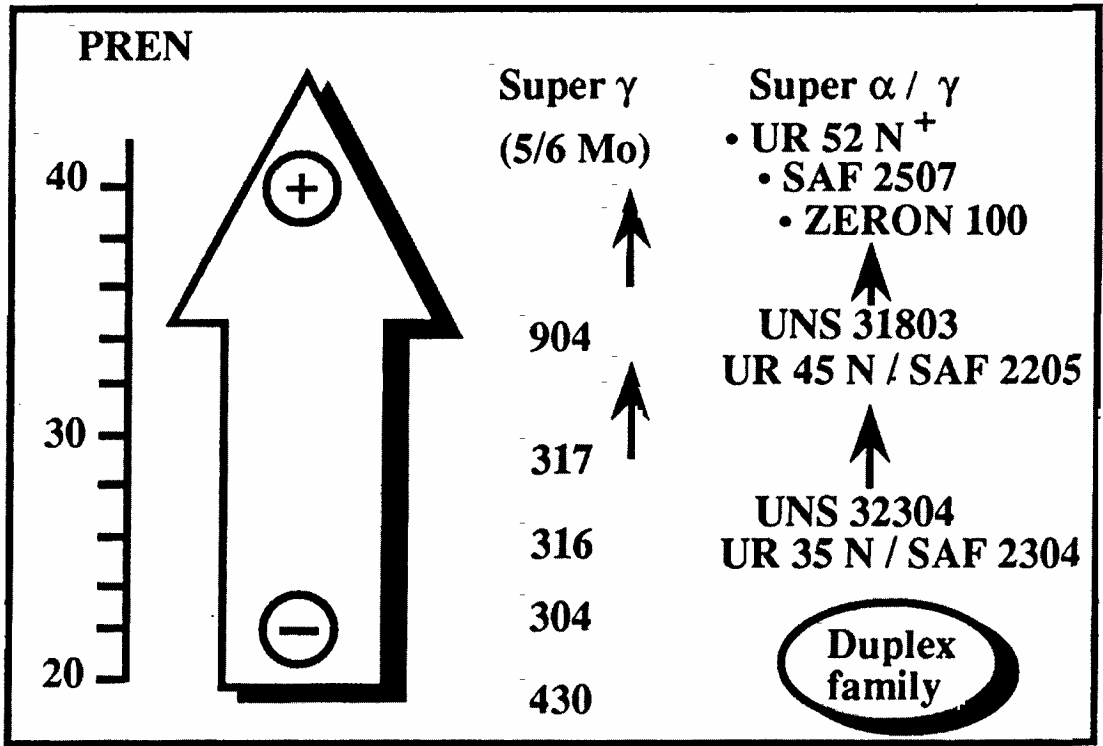 PREN
40
30
20
+
−
Super γ
(5/6 Mo)
904
317
316
304
430
Super α / γ
• UR 52 N⁺
• SAF 2507
• ZERON 100
UNS 31803
UR 45 N / SAF 2205
UNS 32304
UR 35 N / SAF 2304
Duplex
family